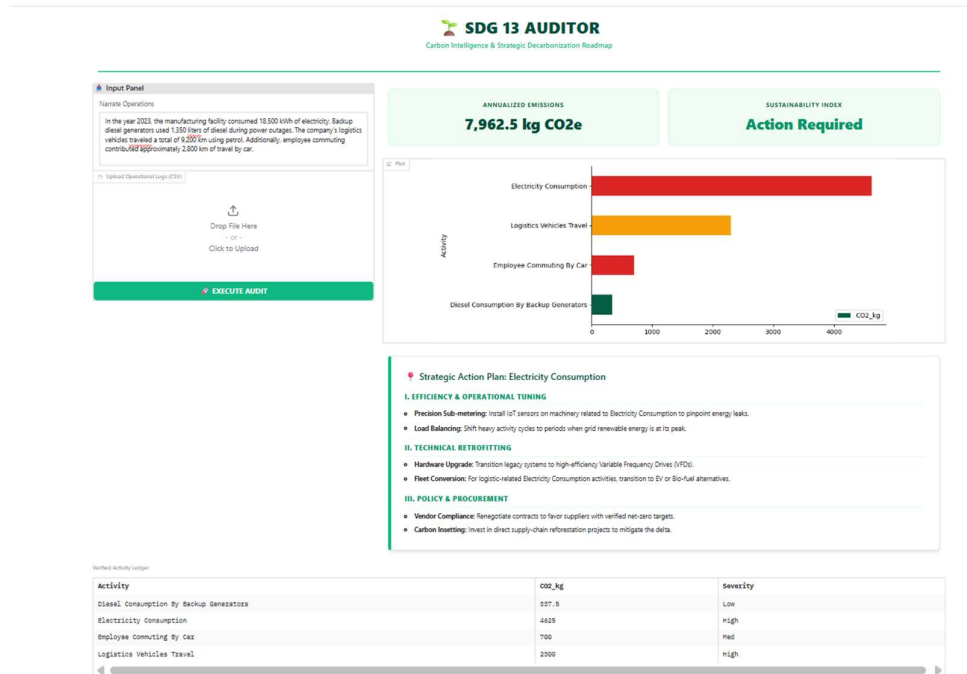 SDG 13 AUDITOR
Carbon Intelligence & Strategic Decarbonization Roadmap
Input Panel
Narrate Operations
In the year 2023, the manufacturing facility consumed 18,500 kWh of electricity. Backup
diesel generators used 1,350 liters of diesel during power outages. The company's logistics
vehicles traveled a total of 9,200 km using petrol. Additionally, employee commuting
contributed approximately 2,800 km of travel by car.
Upload Operational Logs (CSV)
Drop File Here
- or -
Click to Upload
EXECUTE AUDIT
ANNUALIZED EMISSIONS
7,962.5 kg CO2e
SUSTAINABILITY INDEX
Action Required
Plot
Activity
Electricity Consumption
Logistics Vehicles Travel
Employee Commuting By Car
Diesel Consumption By Backup Generators
CO2_kg
0 1000 2000 3000 4000
Strategic Action Plan: Electricity Consumption
I. EFFICIENCY & OPERATIONAL TUNING
Precision Sub-metering: Install IoT sensors on machinery related to Electricity Consumption to pinpoint energy leaks.
Load Balancing: Shift heavy activity cycles to periods when grid renewable energy is at its peak.
II. TECHNICAL RETROFITTING
Hardware Upgrade: Transition legacy systems to high-efficiency Variable Frequency Drives (VFDs).
Fleet Conversion: For logistic-related Electricity Consumption activities, transition to EV or Bio-fuel alternatives.
III. POLICY & PROCUREMENT
Vendor Compliance: Renegotiate contracts to favor suppliers with verified net-zero targets.
Carbon Insetting: Invest in direct supply-chain reforestation projects to mitigate the delta.
Verified Activity Ledger
Activity CO2_kg Severity
Diesel Consumption By Backup Generators 337.5 Low
Electricity Consumption 4625 High
Employee Commuting By Car 700 Med
Logistics Vehicles Travel 2300 High